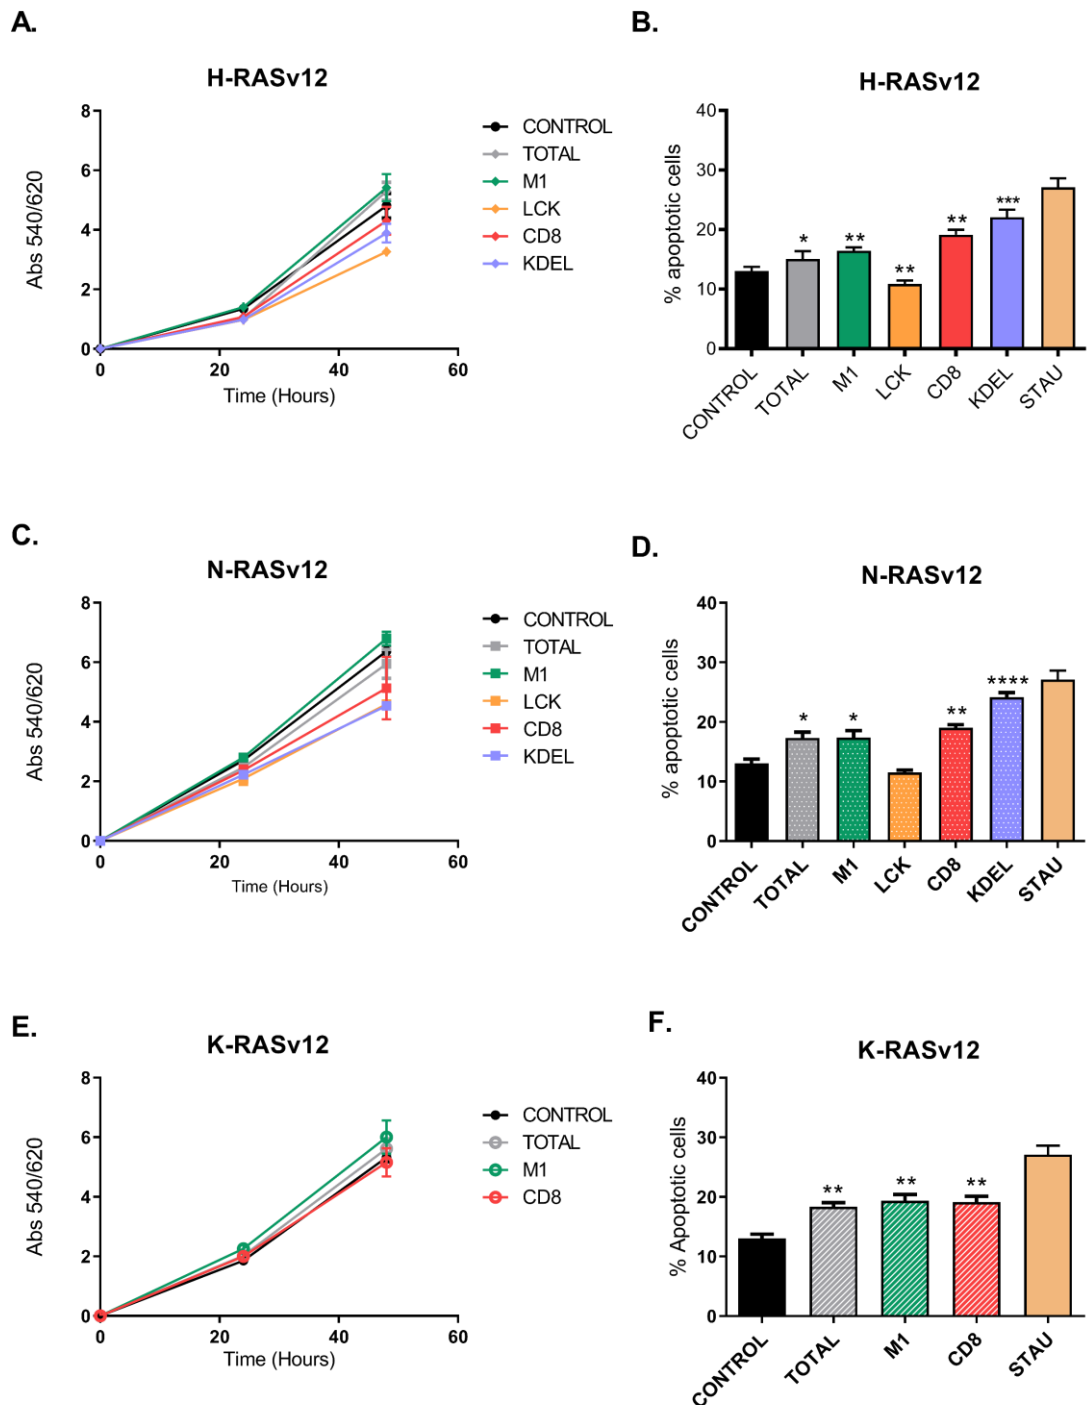 A.
H-RASv12
Abs 540/620
8
6
4
2
0
0 20 40 60
Time (Hours)
CONTROL
TOTAL
M1
LCK
CD8
KDEL
B.
H-RASv12
% apoptotic cells
40
30
20
10
0
* ** ** ** ***
CONTROL TOTAL M1 LCK CD8 KDEL STAU
C.
N-RASv12
Abs 540/620
8
6
4
2
0
0 20 40 60
Time (Hours)
CONTROL
TOTAL
M1
LCK
CD8
KDEL
D.
N-RASv12
% apoptotic cells
40
30
20
10
0
* * ** ****
CONTROL TOTAL M1 LCK CD8 KDEL STAU
E.
K-RASv12
Abs 540/620
8
6
4
2
0
0 20 40 60
Time (Hours)
CONTROL
TOTAL
M1
CD8
F.
K-RASv12
% Apoptotic cells
40
30
20
10
0
** ** **
CONTROL TOTAL M1 CD8 STAU